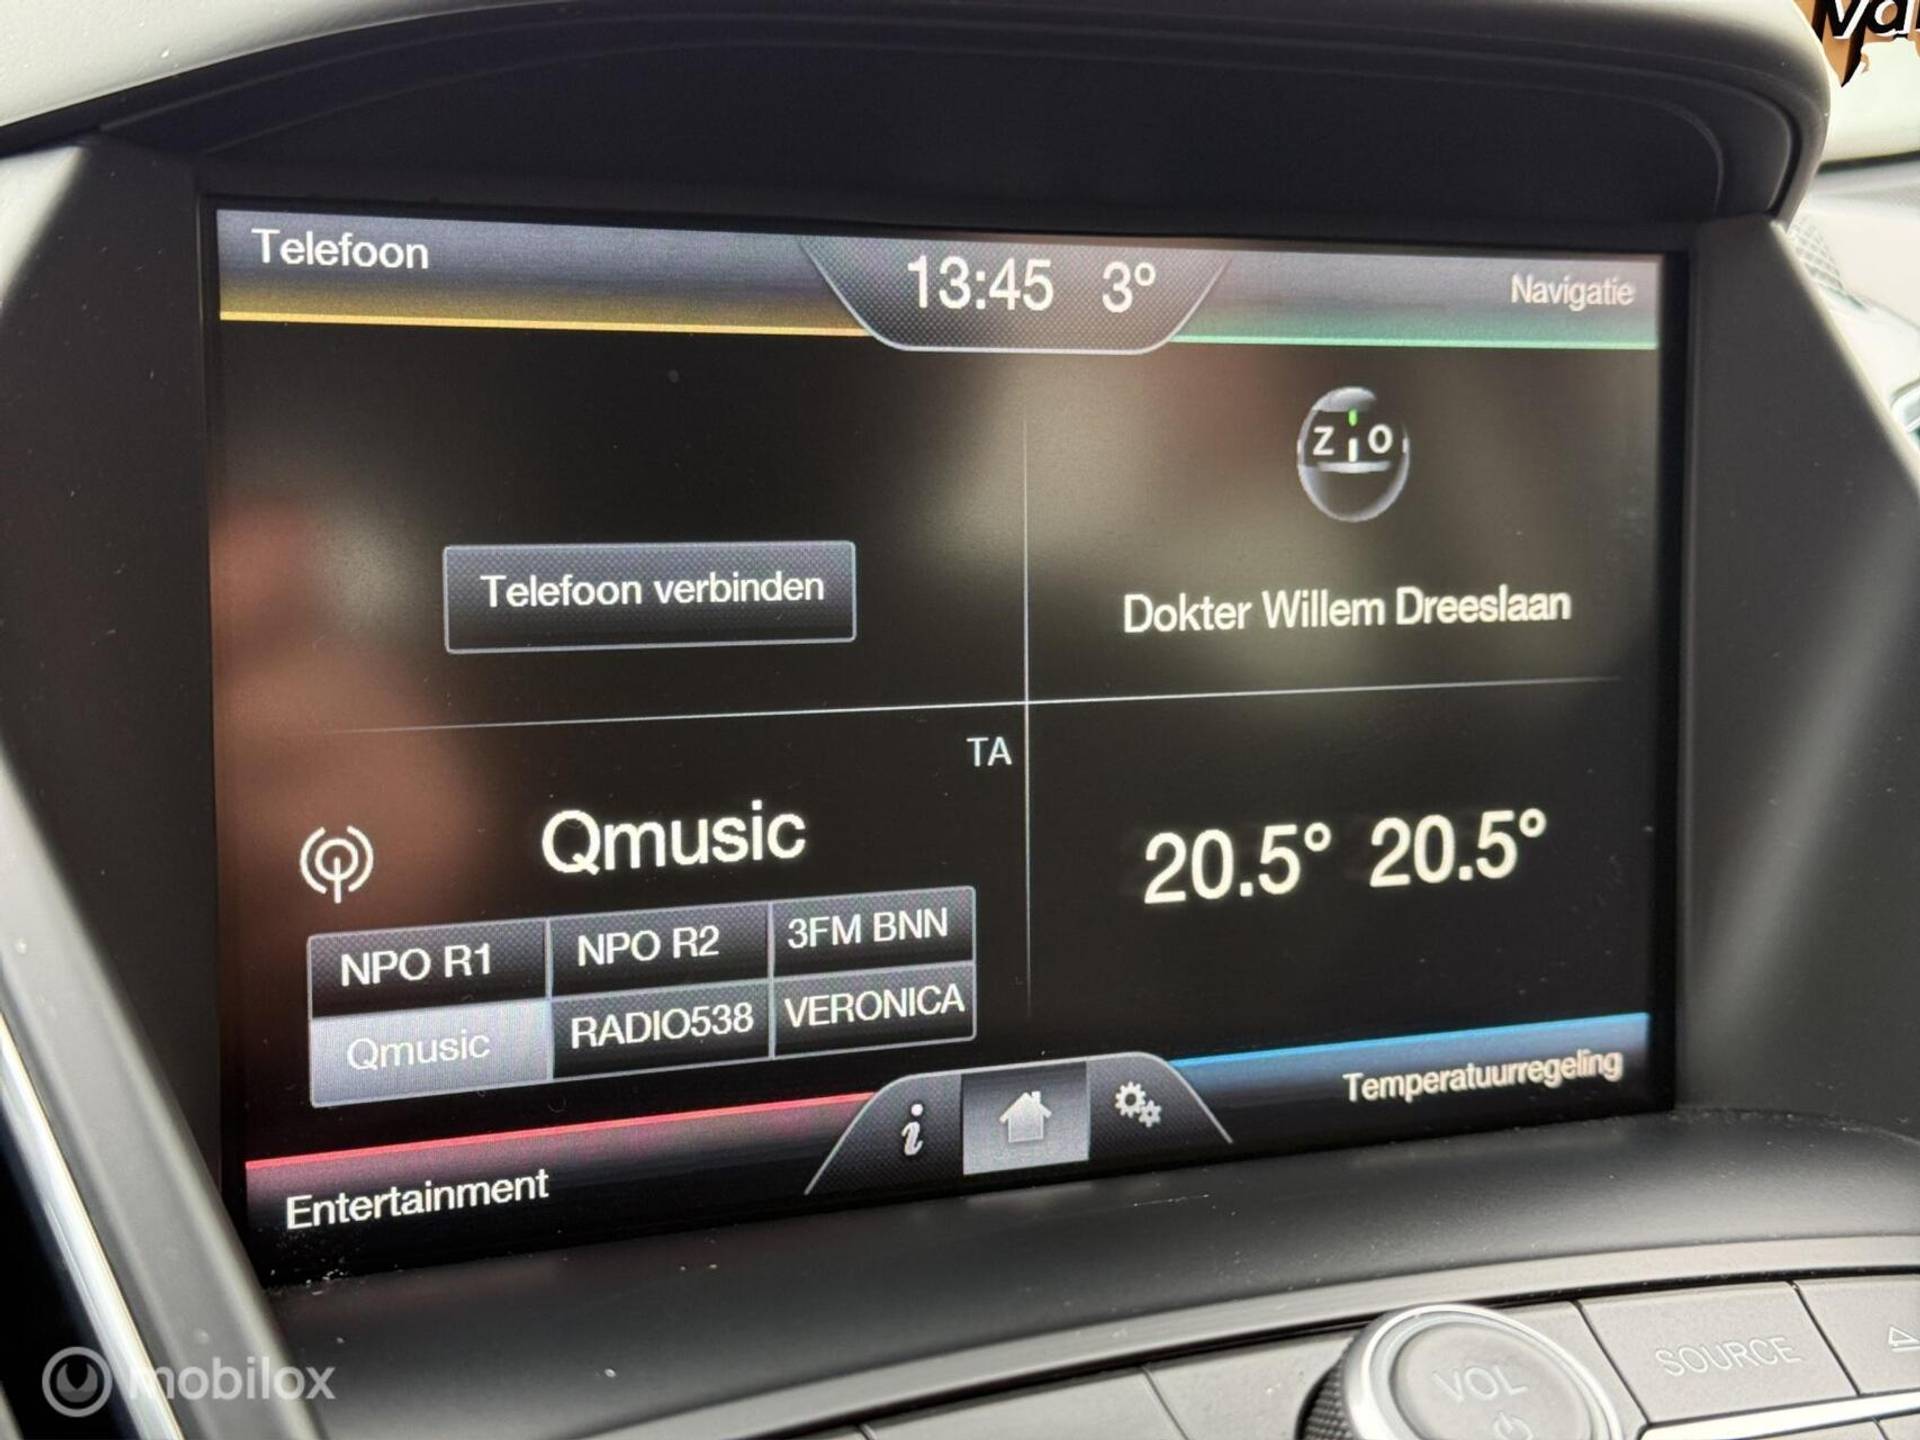 Telefoon
13:45 3°
Navigatie
ZiO
Telefoon verbinden
Dokter Willem Dreeslaan
TA
Qmusic
20.5° 20.5°
NPO R1
NPO R2
3FM BNN
Qmusic
RADIO538
VERONICA
i
Temperatuurregeling
Entertainment
VOL
SOURCE
mobilox